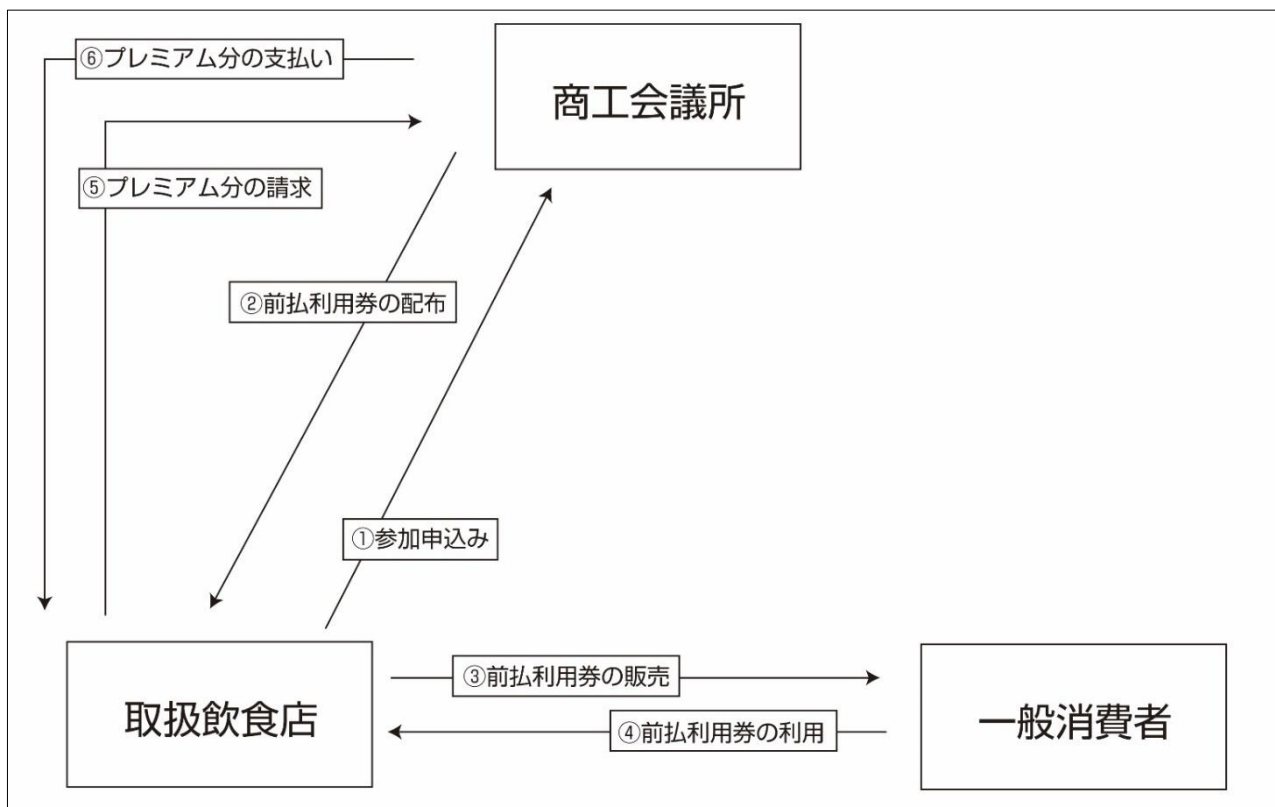 ⑥プレミアム分の支払い
商工会議所
⑤プレミアム分の請求
②前払利用券の配布
①参加申込み
取扱飲食店
③前払利用券の販売
④前払利用券の利用
一般消費者